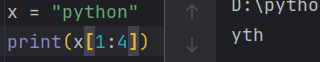 x = "python"
print(x[1:4])
D:\pytho
yth